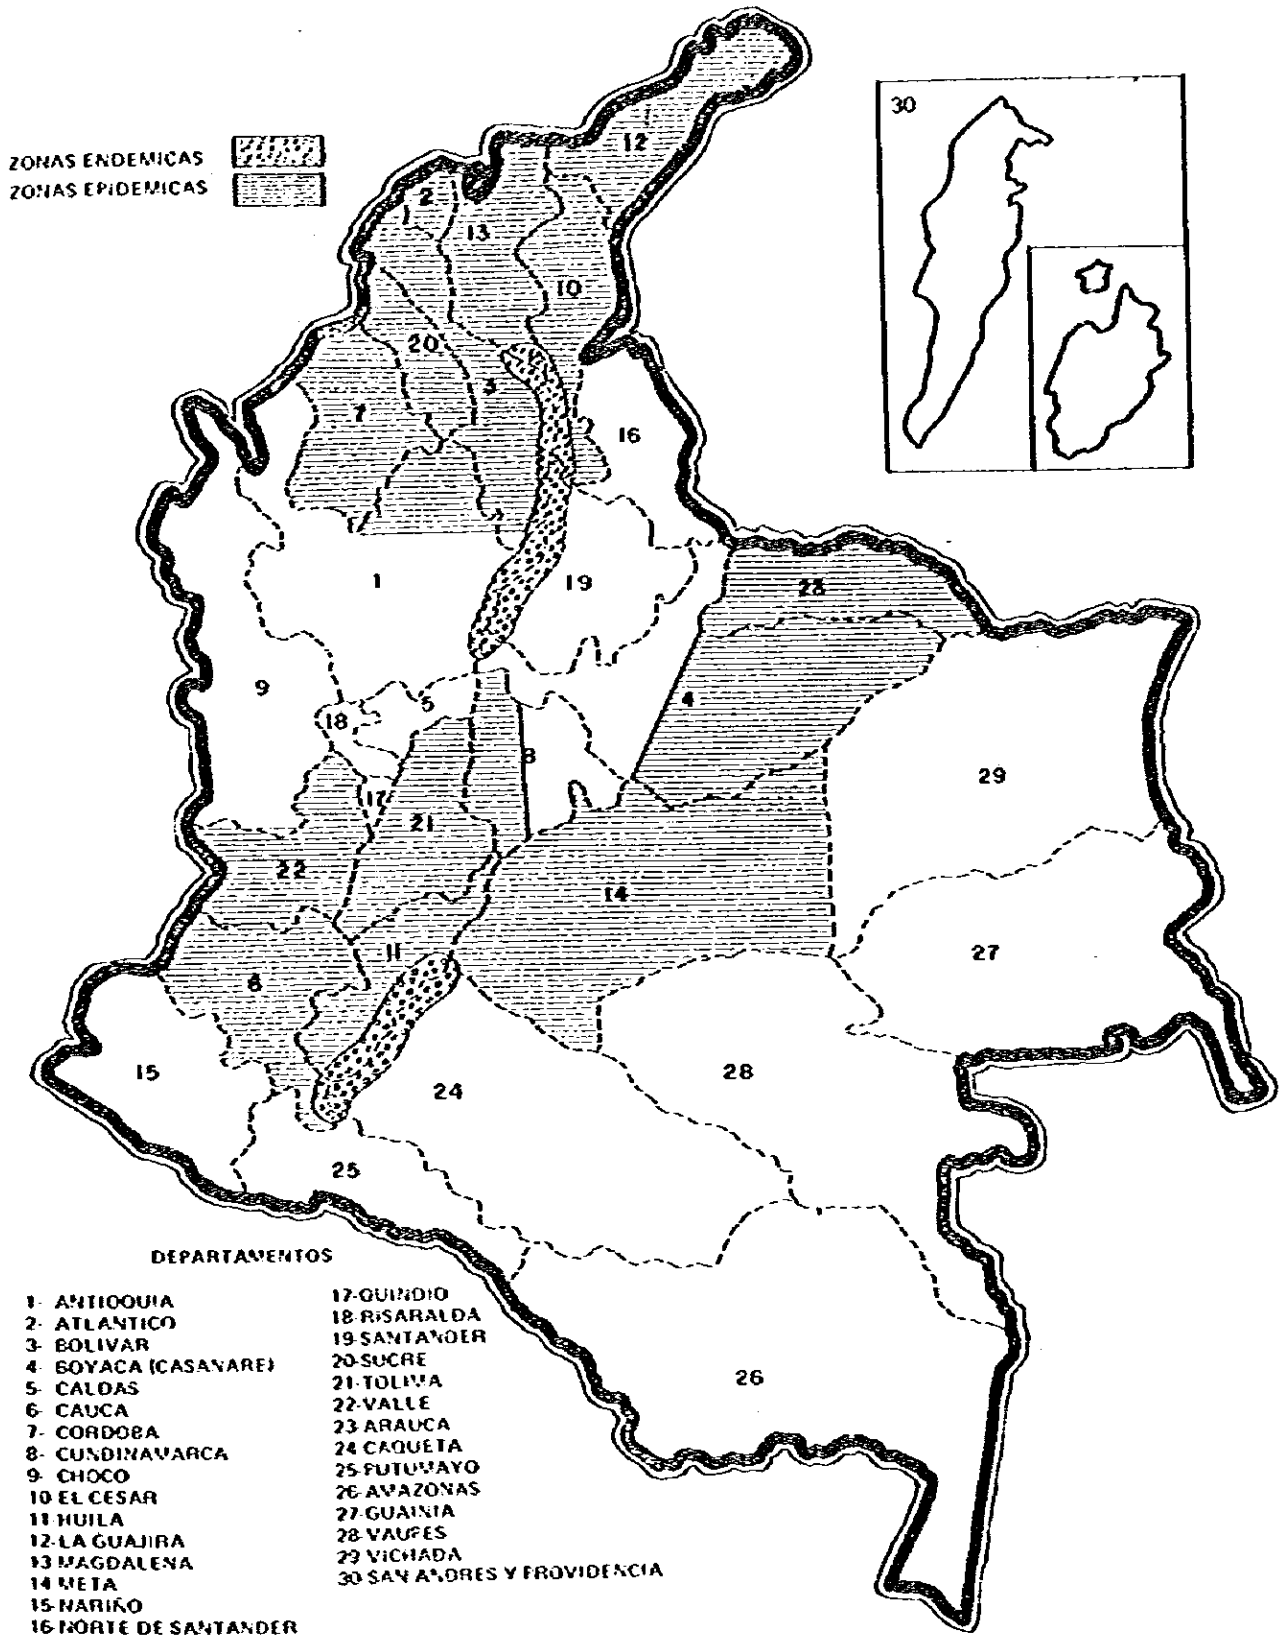 ZONAS ENDEMICAS
ZONAS EPIDEMICAS
30
12
2
13
10
20
3
7
16
1
19
23
9
5
18
4
8
17
29
21
22
14
11
27
6
15
24
28
25
26
DEPARTAMENTOS
1- ANTIOQUIA
2- ATLANTICO
3- BOLIVAR
4- BOYACA (CASANARE)
5- CALDAS
6- CAUCA
7- CORDOBA
8- CUNDINAMARCA
9- CHOCO
10 EL CESAR
11 HUILA
12-LA GUAJIRA
13 MAGDALENA
14 META
15-NARIÑO
16-NORTE DE SANTANDER
17-QUINDIO
18-RISARALDA
19-SANTANDER
20-SUCRE
21-TOLIMA
22-VALLE
23-ARAUCA
24-CAQUETA
25-PUTUMAYO
26-AMAZONAS
27-GUAINIA
28-VAUPES
29 VICHADA
30 SAN ANDRES Y PROVIDENCIA